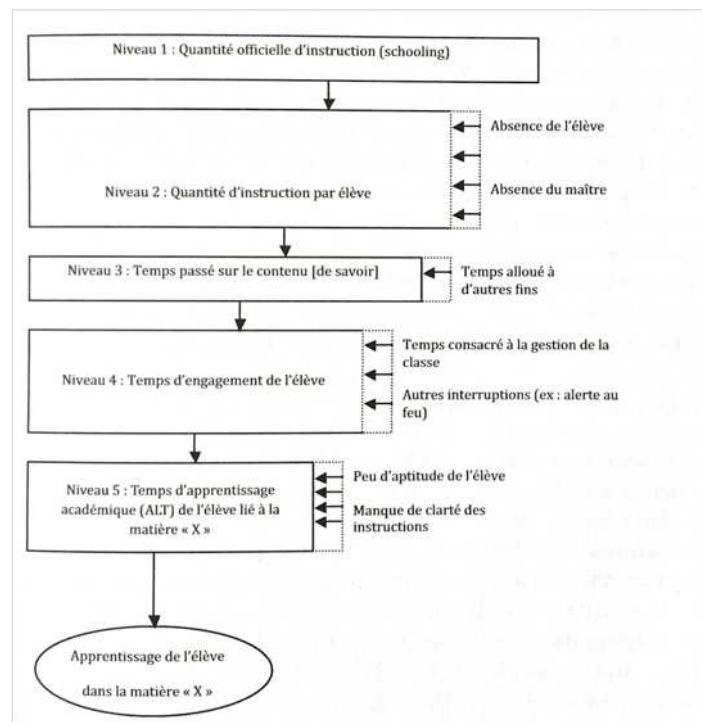 Niveau 1 : Quantité officielle d'instruction (schooling)
Absence de l'élève
Absence du maître
Niveau 2 : Quantité d'instruction par élève
Niveau 3 : Temps passé sur le contenu [de savoir]
Temps alloué à
d'autres fins
Temps consacré à la gestion de la
classe
Niveau 4 : Temps d'engagement de l'élève
Autres interruptions (ex : alerte au
feu)
Peu d'aptitude de l'élève
Niveau 5 : Temps d'apprentissage
académique (ALT) de l'élève lié à la
matière « X »
Manque de clarté des
instructions
Apprentissage de l'élève
dans la matière « X »